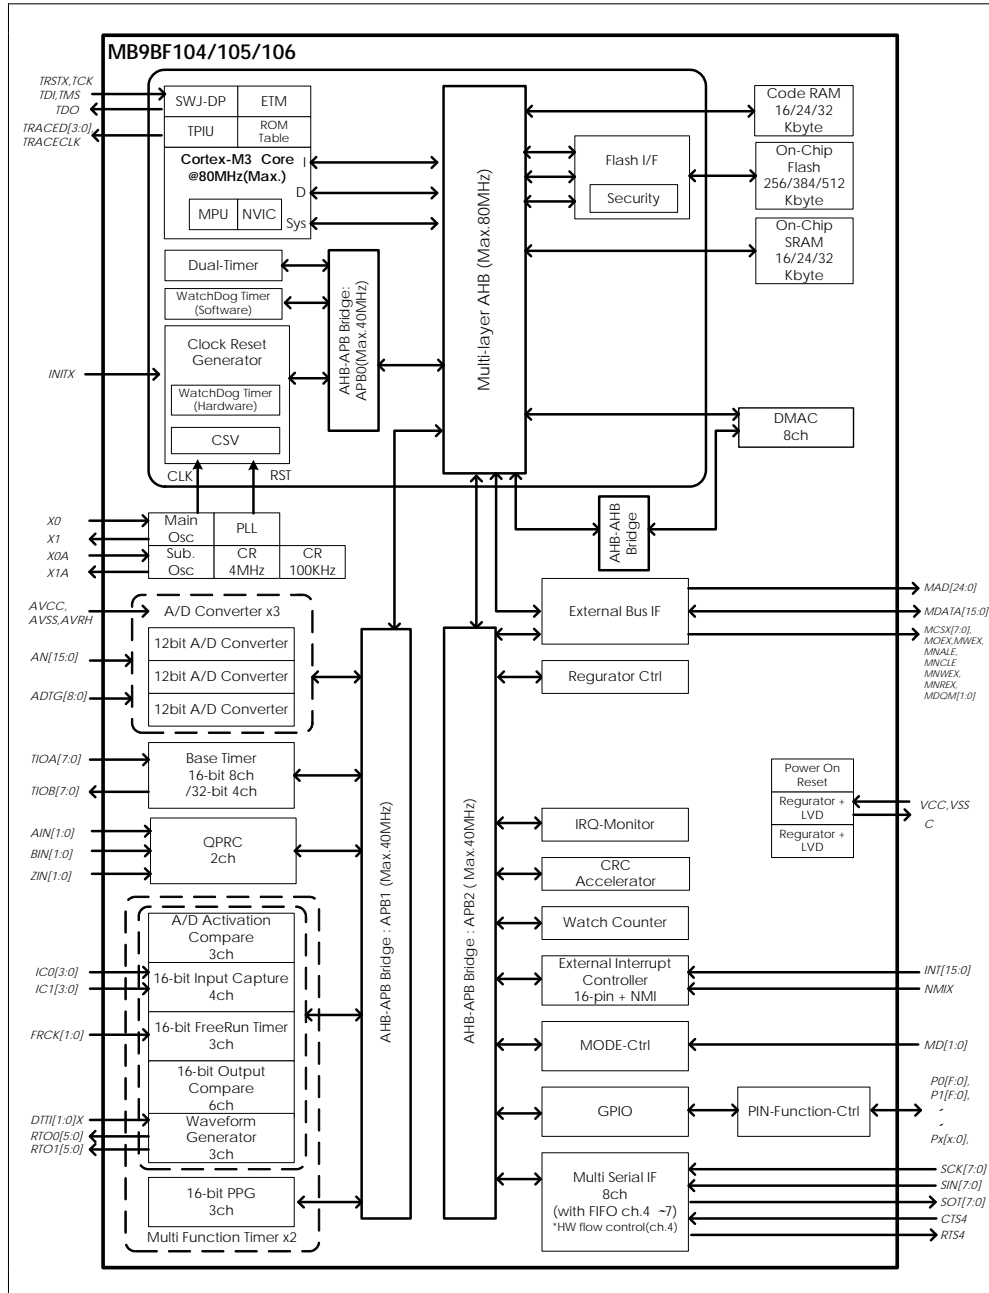 MB9BF104/105/106
TRSTX,TCK
TDI,TMS
TDO
TRACED[3:0]
TRACECLK
SWJ-DP
ETM
TPIU
ROM
Table
Cortex-M3 Core
@80MHz(Max.)
I
D
Sys
MPU
NVIC
Dual-Timer
WatchDog Timer
(Software)
Clock Reset
Generator
WatchDog Timer
(Hardware)
CSV
CLK
RST
INITX
AHB-APB Bridge:
APB0(Max.40MHz)
Multi-layer AHB (Max.80MHz)
Flash I/F
Security
Code RAM
16/24/32
Kbyte
On-Chip
Flash
256/384/512
Kbyte
On-Chip
SRAM
16/24/32
Kbyte
DMAC
8ch
AHB-AHB
Bridge
X0
X1
X0A
X1A
Main
Osc
PLL
Sub.
Osc
CR
4MHz
CR
100KHz
AVCC,
AVSS,AVRH
AN[15:0]
ADTG[8:0]
A/D Converter x3
12bit A/D Converter
12bit A/D Converter
12bit A/D Converter
TIOA[7:0]
TIOB[7:0]
Base Timer
16-bit 8ch
/32-bit 4ch
AIN[1:0]
BIN[1:0]
ZIN[1:0]
QPRC
2ch
A/D Activation
Compare
3ch
IC0[3:0]
IC1[3:0]
16-bit Input Capture
4ch
FRCK[1:0]
16-bit FreeRun Timer
3ch
16-bit Output
Compare
6ch
DTTI[1:0]X
RTO0[5:0]
RTO1[5:0]
Waveform
Generator
3ch
16-bit PPG
3ch
Multi Function Timer x2
AHB-APB Bridge : APB1 (Max.40MHz)
AHB-APB Bridge : APB2 ( Max.40MHz)
External Bus IF
MAD[24:0]
MDATA[15:0]
MCSX[7:0],
MOEX,MWEX,
MNALE,
MNCLE
MNWEX,
MNREX,
MDQM[1:0]
Regurator Ctrl
Power On
Reset
Regurator +
LVD
Regurator +
LVD
VCC,VSS
C
IRQ-Monitor
CRC
Accelerator
Watch Counter
External Interrupt
Controller
16-pin + NMI
INT[15:0]
NMIX
MODE-Ctrl
MD[1:0]
GPIO
PIN-Function-Ctrl
P0[F:0],
P1[F:0],
Px[x:0],
Multi Serial IF
8ch
(with FIFO ch.4 ~7)
*HW flow control(ch.4)
SCK[7:0]
SIN[7:0]
SOT[7:0]
CTS4
RTS4